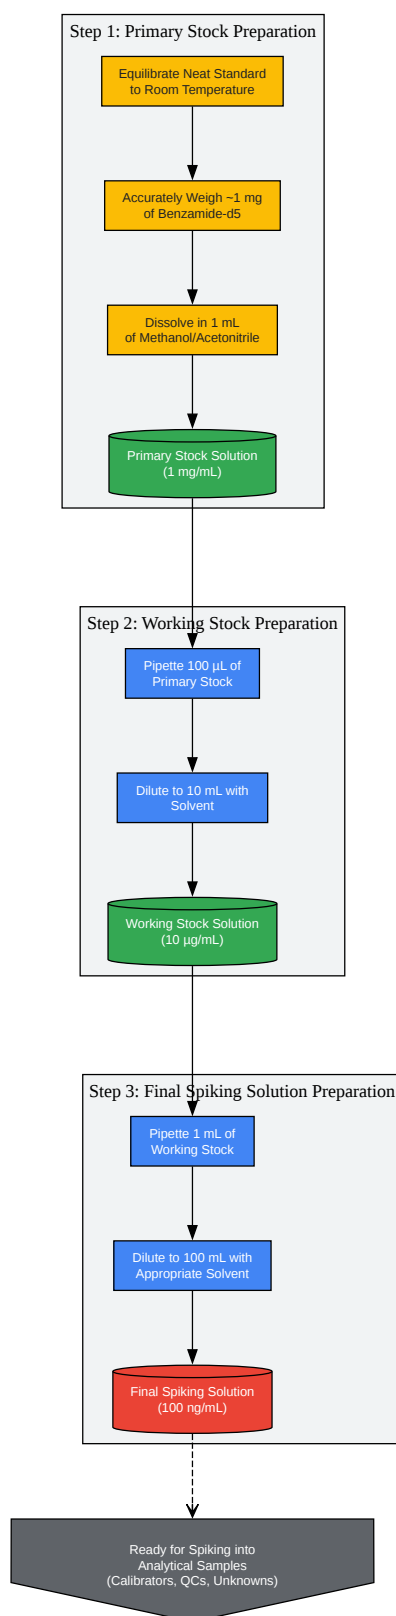 Step 1: Primary Stock Preparation
Equilibrate Neat Standard
to Room Temperature
Accurately Weigh ~1 mg
of Benzamide-d5
Dissolve in 1 mL
of Methanol/Acetonitrile
Primary Stock Solution
(1 mg/mL)
Step 2: Working Stock Preparation
Pipette 100 µL of
Primary Stock
Dilute to 10 mL with
Solvent
Working Stock Solution
(10 µg/mL)
Step 3: Final Spiking Solution Preparation
Pipette 1 mL of
Working Stock
Dilute to 100 mL with
Appropriate Solvent
Final Spiking Solution
(100 ng/mL)
Ready for Spiking into
Analytical Samples
(Calibrators, QCs, Unknowns)